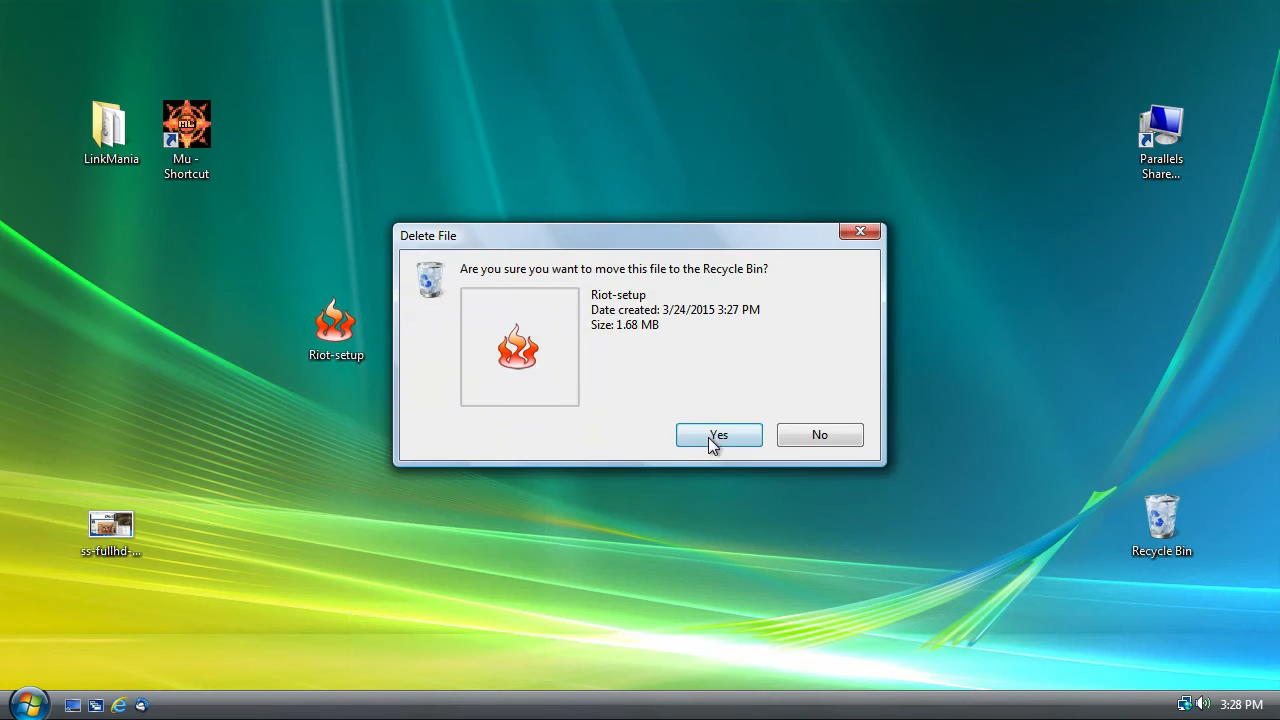 LinkMania
ML
Mu -
Shortcut
Parallels
Share...
Delete File
Are you sure you want to move this file to the Recycle Bin?
Riot-setup
Date created: 3/24/2015 3:27 PM
Size: 1.68 MB
Riot-setup
Yes
No
ss-fullhd-...
Recycle Bin
3:28 PM